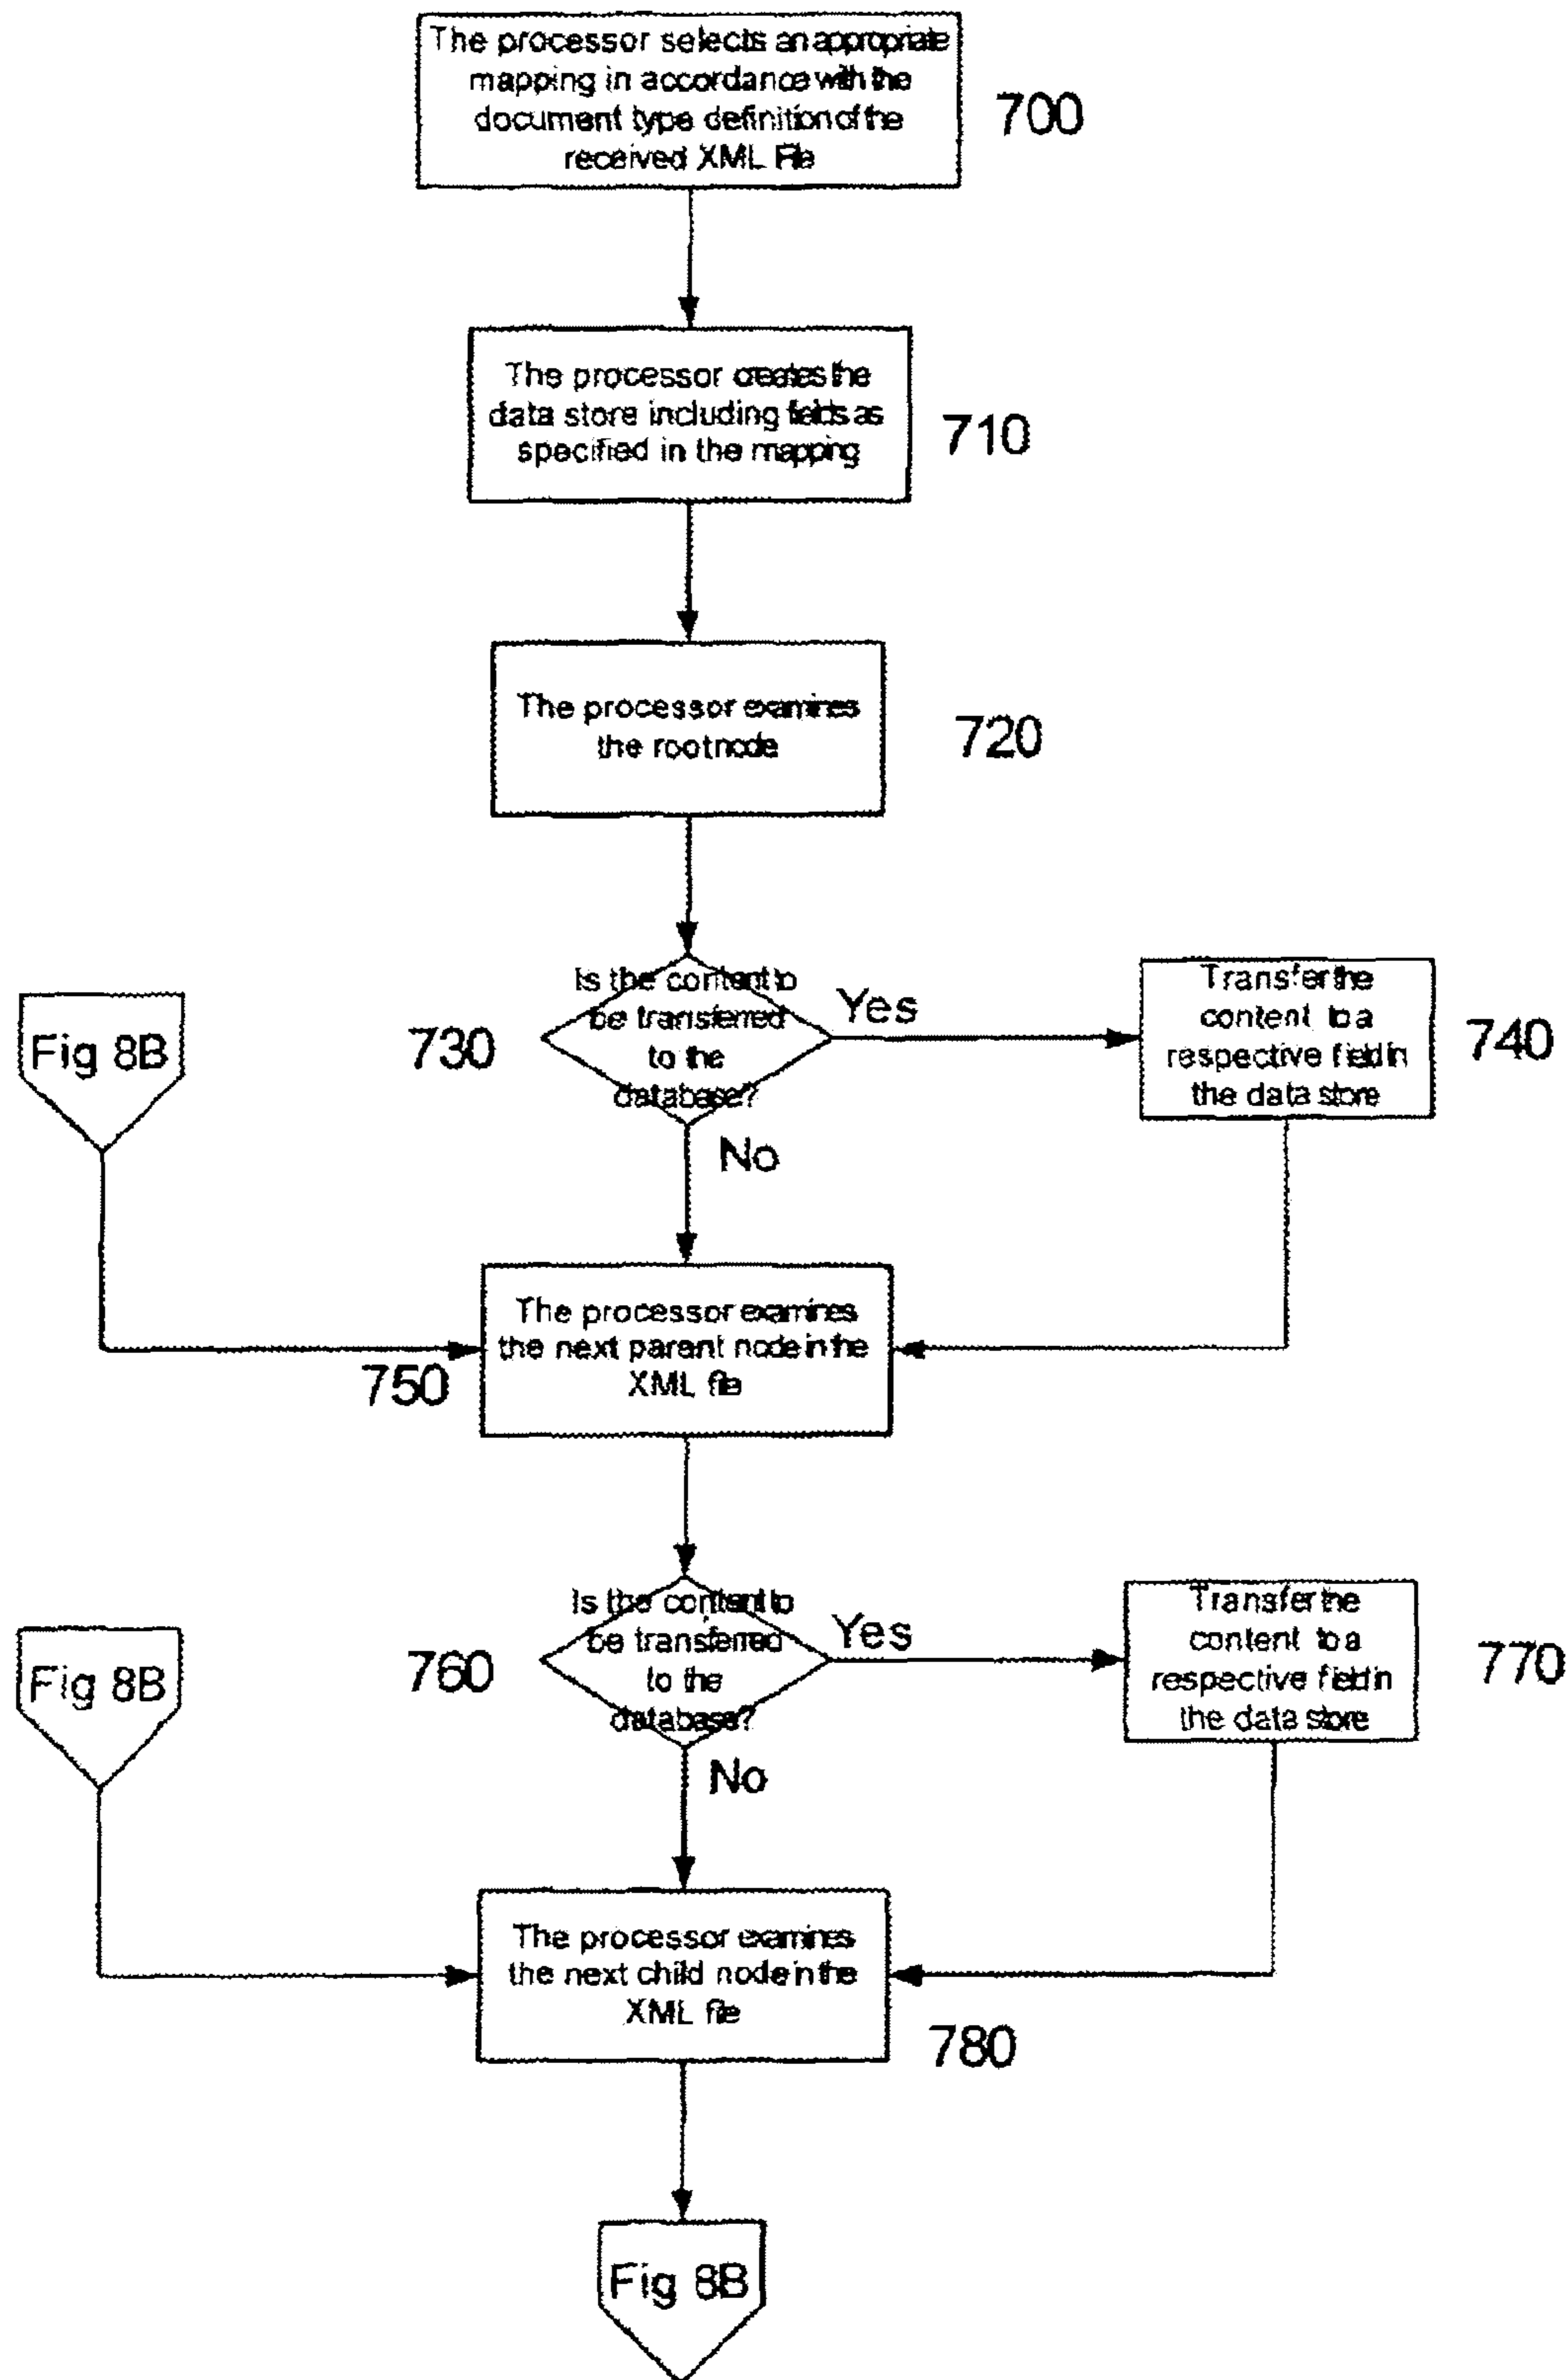 The processor selects an appropriate
mapping in accordance with the
document type definition of the
received XML File
700
The processor creates the
data store including fields as
specified in the mapping
710
The processor examines
the root node
720
Is the content to
be transferred
to the
database?
730
Yes
No
Transfer the
content to a
respective field in
the data store
740
Fig 8B
The processor examines
the next parent node in the
XML file
750
Is the content to
be transferred
to the
database?
760
Yes
No
Transfer the
content to a
respective field in
the data store
770
Fig 8B
The processor examines
the next child node in the
XML file
780
Fig 8B